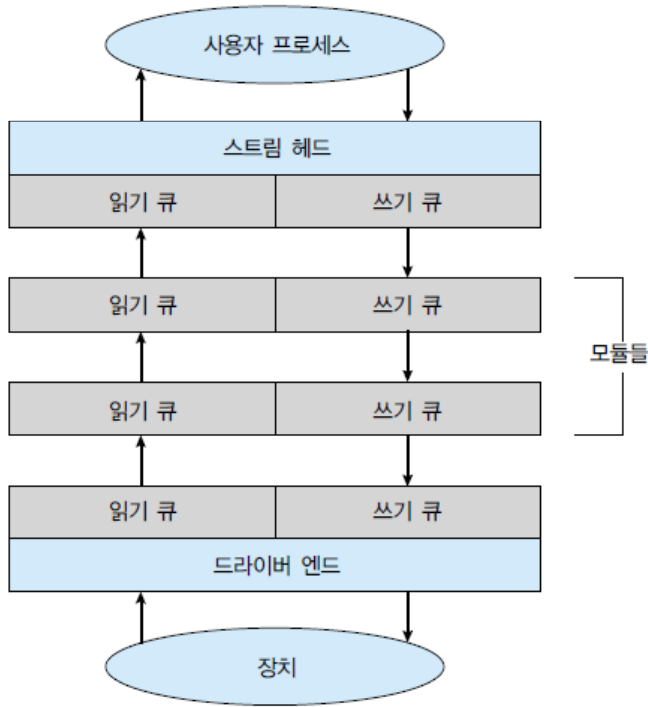 사용자 프로세스
스트림 헤드
읽기 큐 쓰기 큐
읽기 큐 쓰기 큐
모듈들
읽기 큐 쓰기 큐
읽기 큐 쓰기 큐
드라이버 엔드
장치